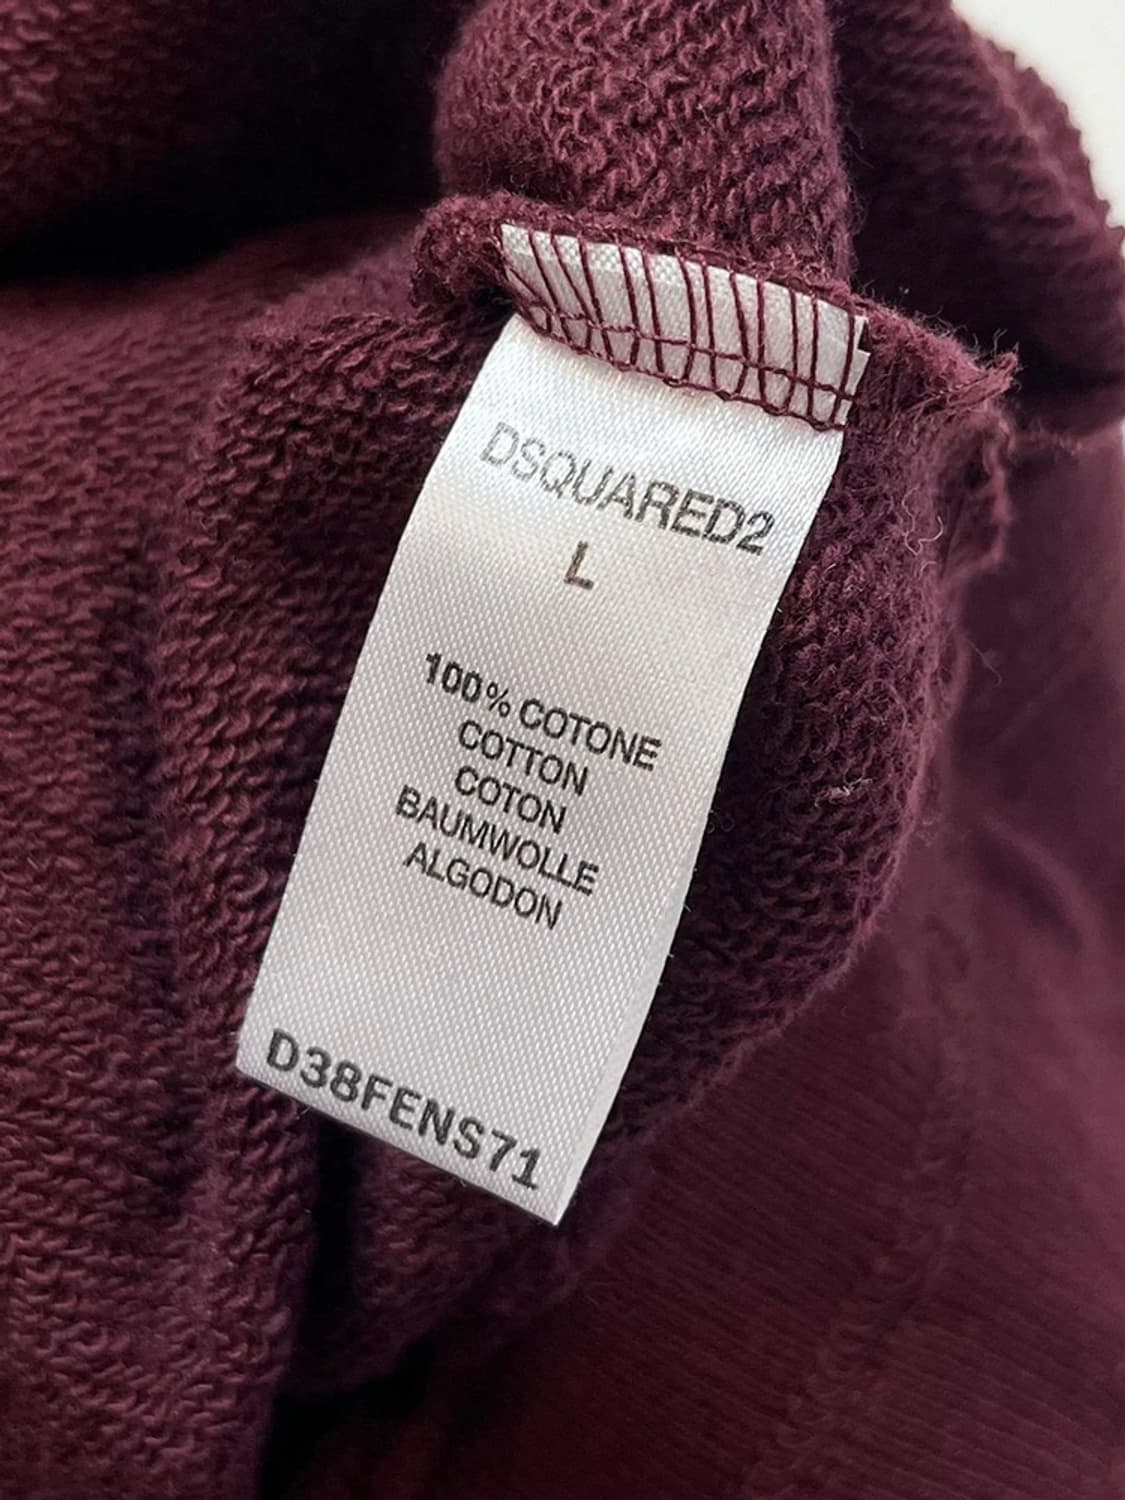 DSQUARED2
L
100% COTONE
COTTON
COTON
BAUMWOLLE
ALGODON
D38FENS71